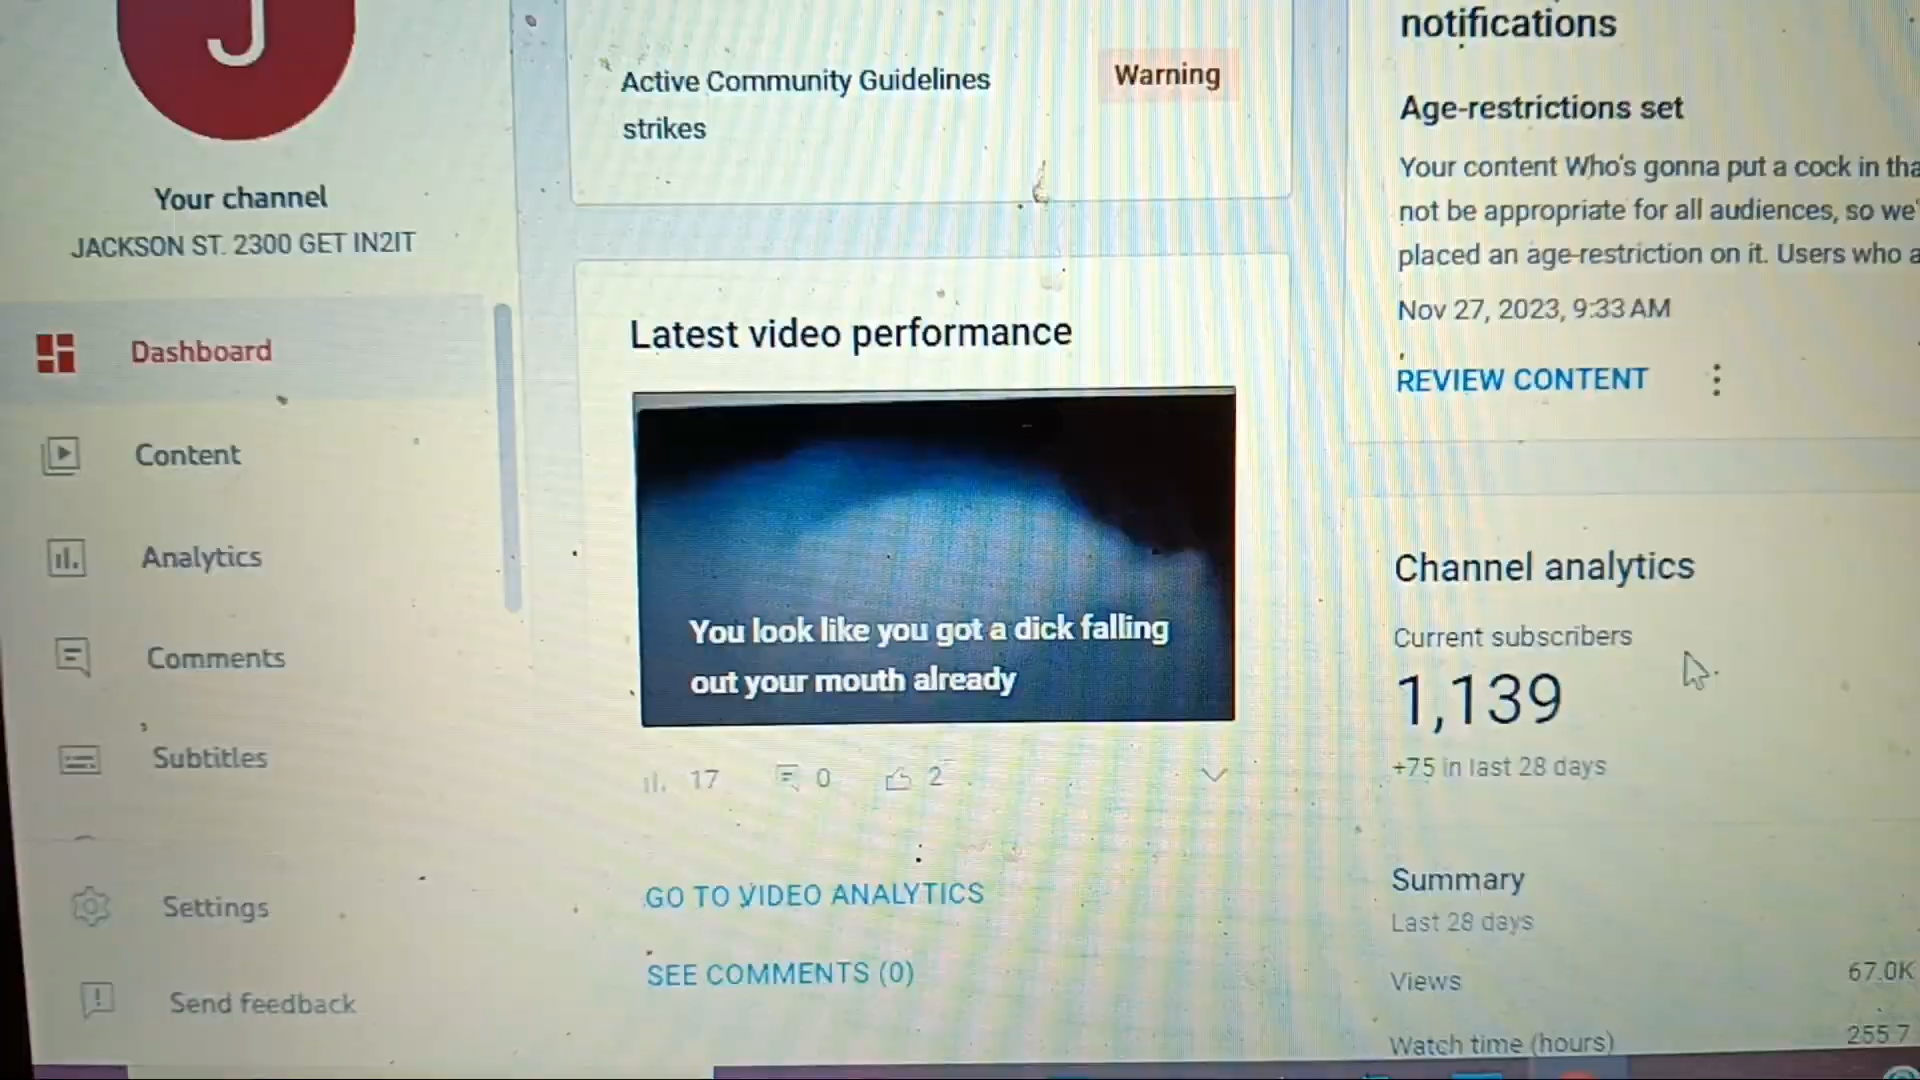 J
Your channel
JACKSON ST. 2300 GET IN2IT
Dashboard
Content
Analytics
Comments
Subtitles
Settings
Send feedback
Active Community Guidelines
strikes
Warning
Latest video performance
You look like you got a dick falling
out your mouth already
17 0 2
GO TO VIDEO ANALYTICS
SEE COMMENTS (0)
notifications
Age-restrictions set
Your content Who's gonna put a cock in
not be appropriate for all audiences, so
placed an age-restriction on it. Users who
Nov 27, 2023, 9:33 AM
REVIEW CONTENT
Channel analytics
Current subscribers
1,139
+75 in last 28 days
Summary
Last 28 days
Views 67.0K
Watch time (hours) 255.7